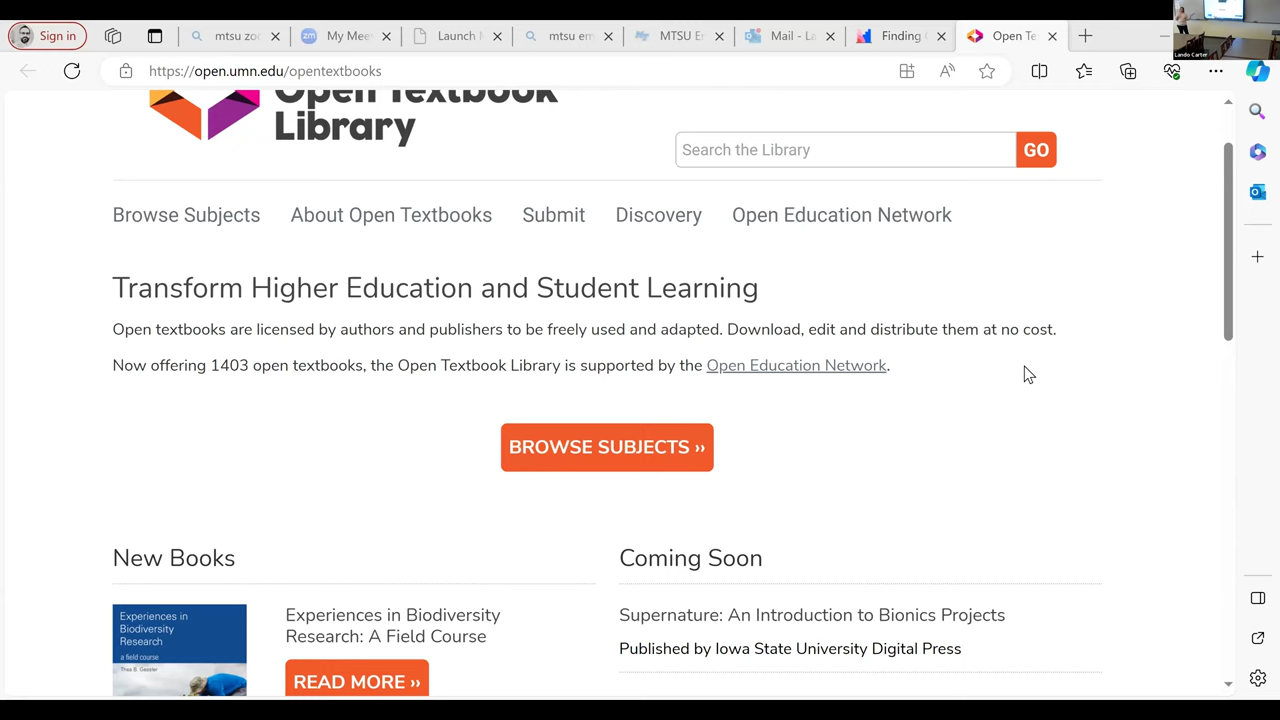 Sign in
mtsu zo
My Mee
Launch M
mtsu em
MTSU E
Mail - La
Finding
Open Te
Lando Carter
https://open.umn.edu/opentextbooks
Open Textbook
Library
Search the Library
GO
Browse Subjects
About Open Textbooks
Submit
Discovery
Open Education Network
Transform Higher Education and Student Learning
Open textbooks are licensed by authors and publishers to be freely used and adapted. Download, edit and distribute them at no cost.
Now offering 1403 open textbooks, the Open Textbook Library is supported by the Open Education Network.
BROWSE SUBJECTS ››
New Books
Experiences in
Biodiversity
Research
a field course
Thea B. Gessler
Experiences in Biodiversity
Research: A Field Course
READ MORE ››
Coming Soon
Supernature: An Introduction to Bionics Projects
Published by Iowa State University Digital Press